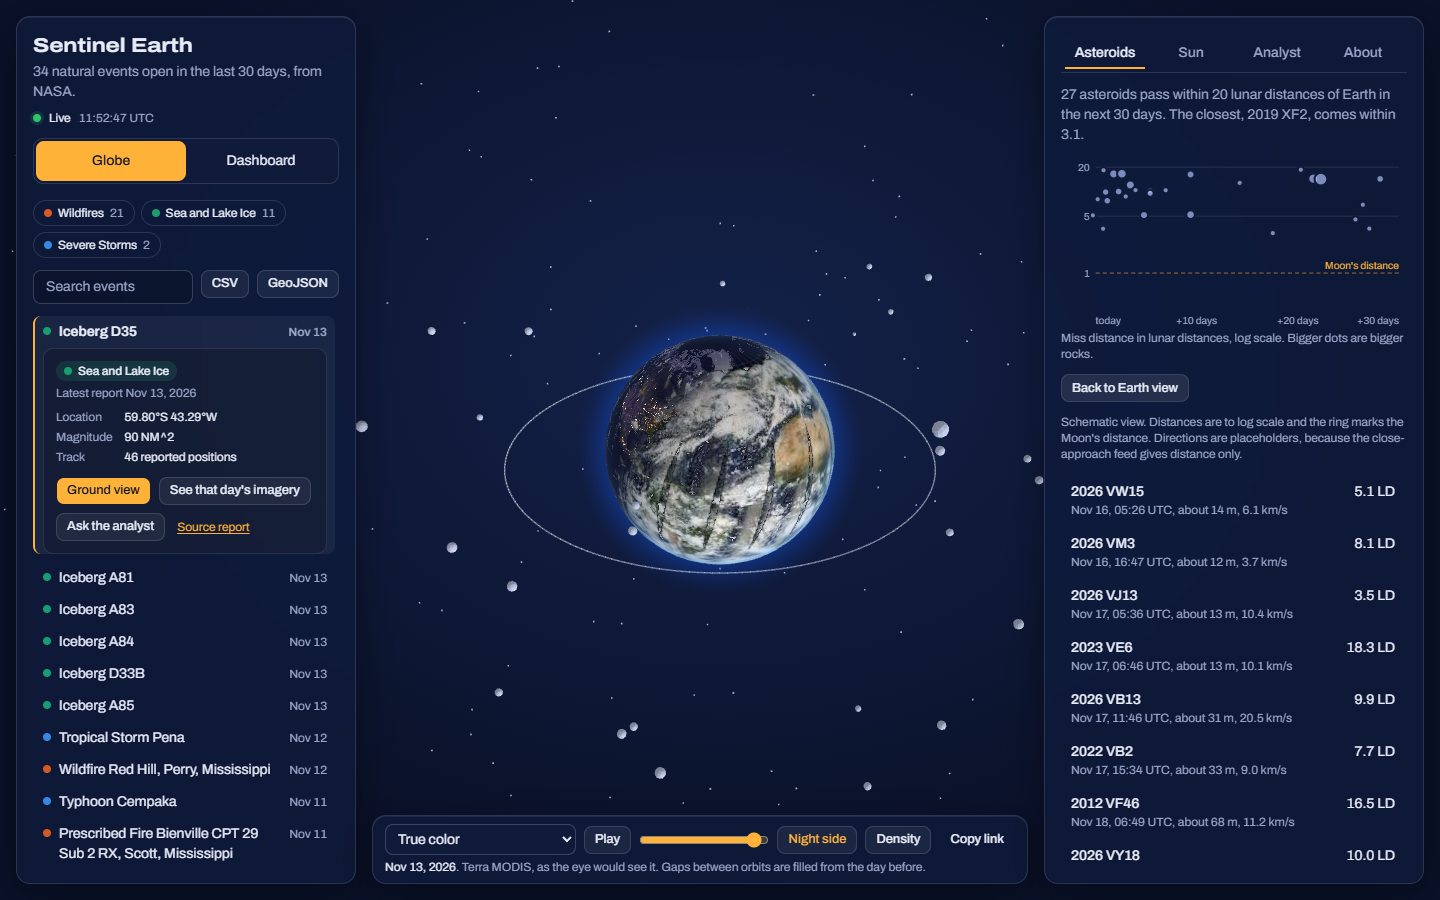 Sentinel Earth
34 natural events open in the last 30 days, from
NASA.
Live 11:52:47 UTC
Globe Dashboard
Wildfires 21 Sea and Lake Ice 11
Severe Storms 2
Search events CSV GeoJSON
Iceberg D35 Nov 13
Sea and Lake Ice
Latest report Nov 13, 2026
Location 59.80°S 43.29°W
Magnitude 90 NM^2
Track 46 reported positions
Ground view See that day's imagery
Ask the analyst Source report
Iceberg A81 Nov 13
Iceberg A83 Nov 13
Iceberg A84 Nov 13
Iceberg D33B Nov 13
Iceberg A85 Nov 13
Tropical Storm Pena Nov 12
Wildfire Red Hill, Perry, Mississippi Nov 12
Typhoon Cempaka Nov 11
Prescribed Fire Bienville CPT 29 Nov 11
Sub 2 RX, Scott, Mississippi
True color Play Night side Density Copy link
Nov 13, 2026. Terra MODIS, as the eye would see it. Gaps between orbits are filled from the day before.
Asteroids Sun Analyst About
27 asteroids pass within 20 lunar distances of Earth in
the next 30 days. The closest, 2019 XF2, comes within
3.1.
20
5
Moon's distance
1
today +10 days +20 days +30 days
Miss distance in lunar distances, log scale. Bigger dots are bigger
rocks.
Back to Earth view
Schematic view. Distances are to log scale and the ring marks the
Moon's distance. Directions are placeholders, because the close-
approach feed gives distance only.
2026 VW15 5.1 LD
Nov 16, 05:26 UTC, about 14 m, 6.1 km/s
2026 VM3 8.1 LD
Nov 16, 16:47 UTC, about 12 m, 3.7 km/s
2026 VJ13 3.5 LD
Nov 17, 05:36 UTC, about 13 m, 10.4 km/s
2023 VE6 18.3 LD
Nov 17, 06:46 UTC, about 13 m, 10.1 km/s
2026 VB13 9.9 LD
Nov 17, 11:46 UTC, about 31 m, 20.5 km/s
2022 VB2 7.7 LD
Nov 17, 15:34 UTC, about 33 m, 9.0 km/s
2012 VF46 16.5 LD
Nov 18, 06:49 UTC, about 68 m, 11.2 km/s
2026 VY18 10.0 LD